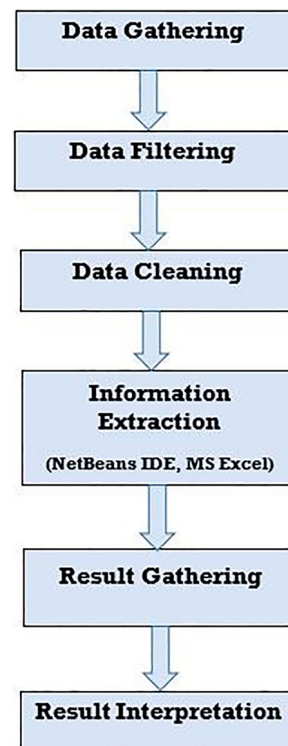 Data Gathering
Data Filtering
Data Cleaning
Information
Extraction
(NetBeans IDE, MS Excel)
Result Gathering
Result Interpretation